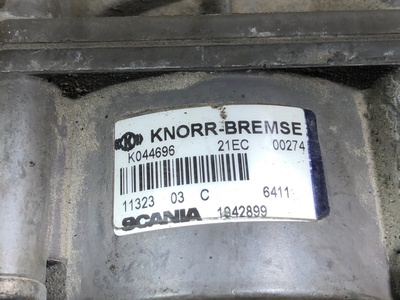 KNORR-BREMSE
K044696 21EC 00274
11323 03 C 6411
SCANIA 1942899